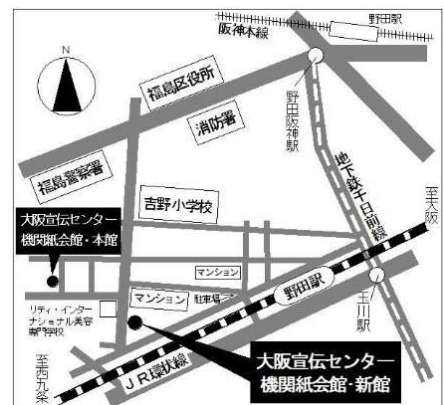 野田駅
阪神本線
N
福島区役所
消防署
野田阪神駅
福島警察署
地下鉄千日前線
至大阪
吉野小学校
大阪宣伝センター
機関紙会館・本館
マンション
野田駅
マンション
駐車場
玉川駅
リティ・インター
ナショナル美容
専門学校
大阪宣伝センター
機関紙会館・新館
JR環状線
至西九条